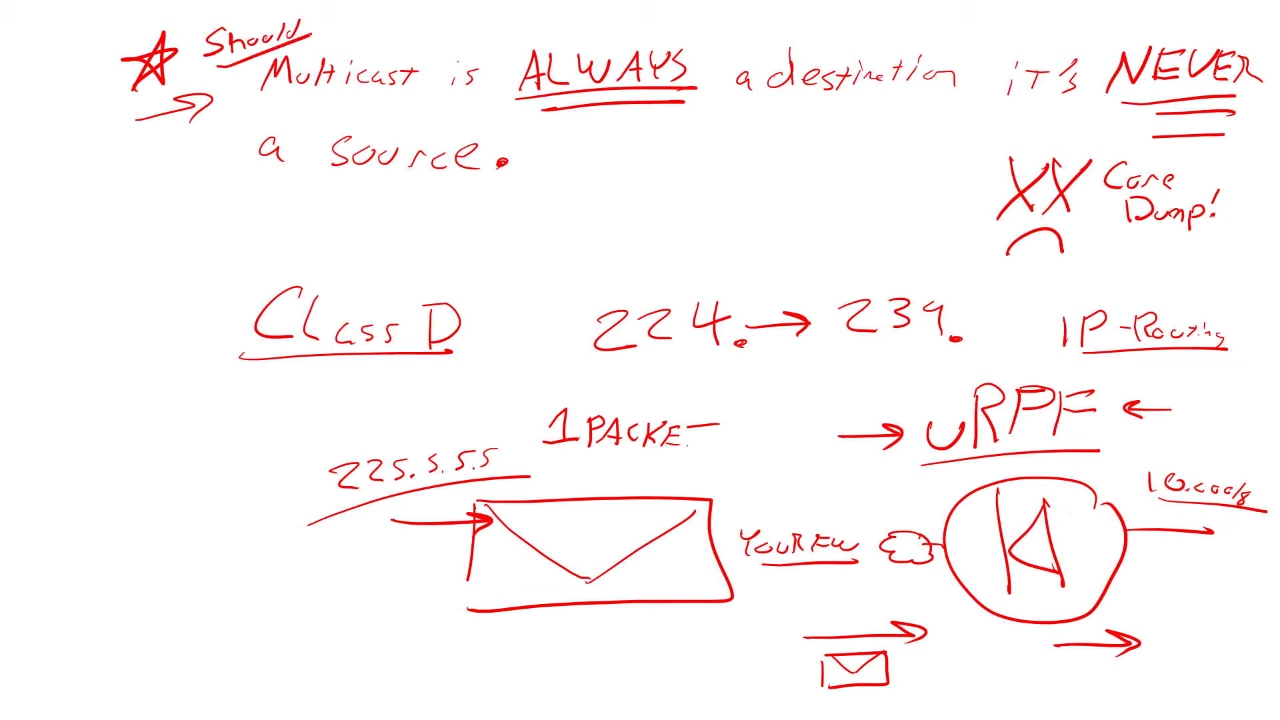 Should
Multicast is ALWAYS a destination it's NEVER
a source.
Core
Dump!
Class D 224. → 239. IP-Routing
uRPF
1 PACKET
225.5.5.5
10.0.0.0/8
YOUR FW